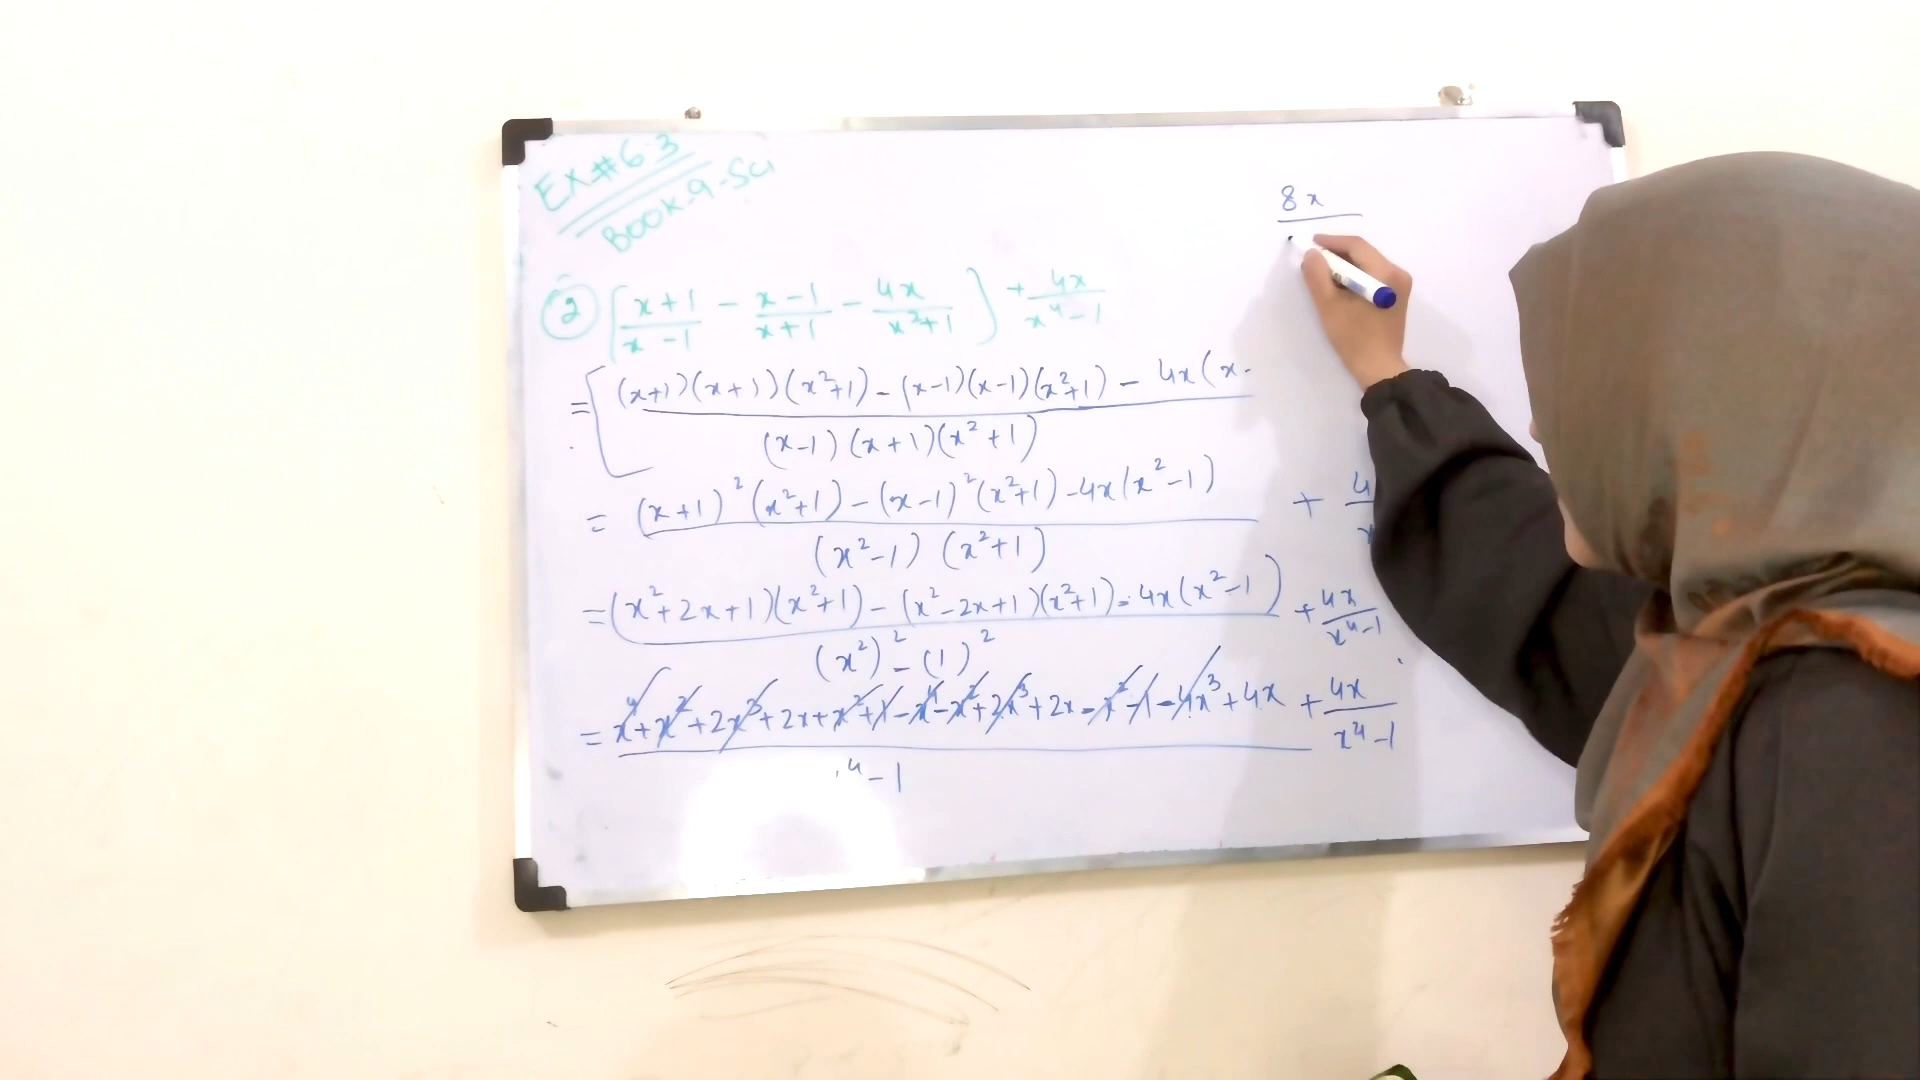 EX#6.3
BOOK-9-Sci
8x
② [ (x+1)/(x-1) - (x-1)/(x+1) - 4x/(x²+1) ] + 4x/(x⁴-1)
= [ (x+1)(x+1)(x²+1) - (x-1)(x-1)(x²+1) - 4x(x-
(x-1)(x+1)(x²+1)
= (x+1)²(x²+1) - (x-1)²(x²+1) - 4x(x²-1) + 4
(x²-1) (x²+1)
= (x²+2x+1)(x²+1) - (x²-2x+1)(x²+1) - 4x(x²-1) + 4x/(x⁴-1)
(x²)² - (1)²
= x⁴+x²+2x³+2x+x²+1-x⁴-x²+2x³+2x-x²-1-4x³+4x + 4x/(x⁴-1)
⁴-1